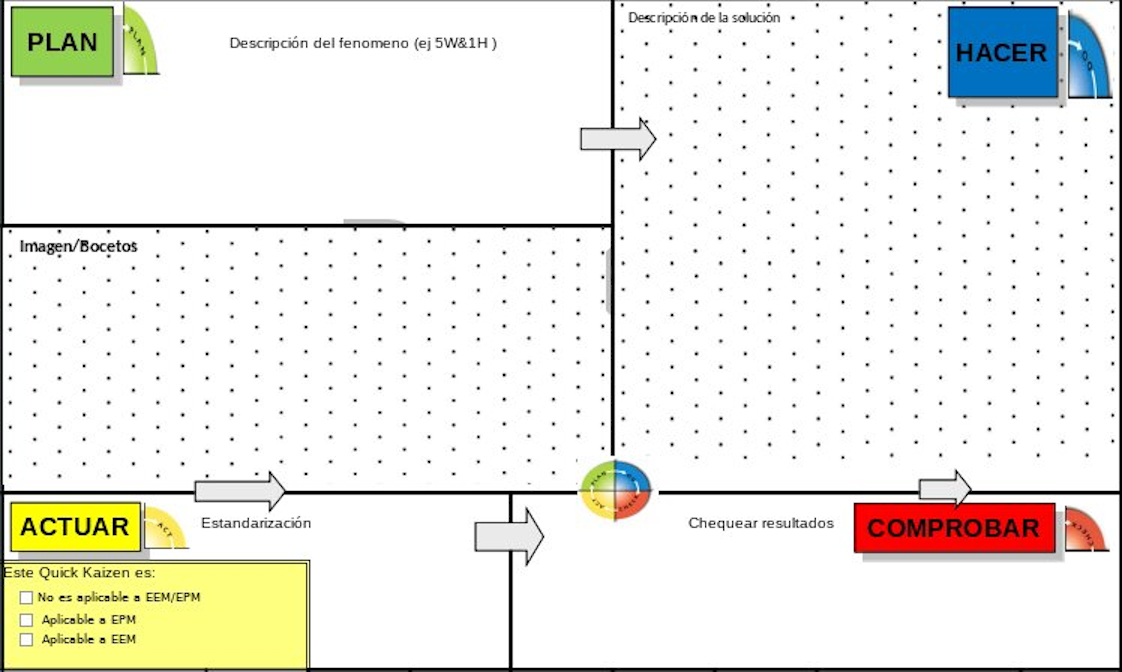 PLAN
PLAN
Descripción del fenomeno (ej 5W&1H )
Descripción de la solución
HACER
DO
Imagen/Bocetos
PLAN
DO
ACT
CHECK
ACTUAR
ACT
Estandarización
Chequear resultados
COMPROBAR
CHECK
Este Quick Kaizen es:
No es aplicable a EEM/EPM
Aplicable a EPM
Aplicable a EEM